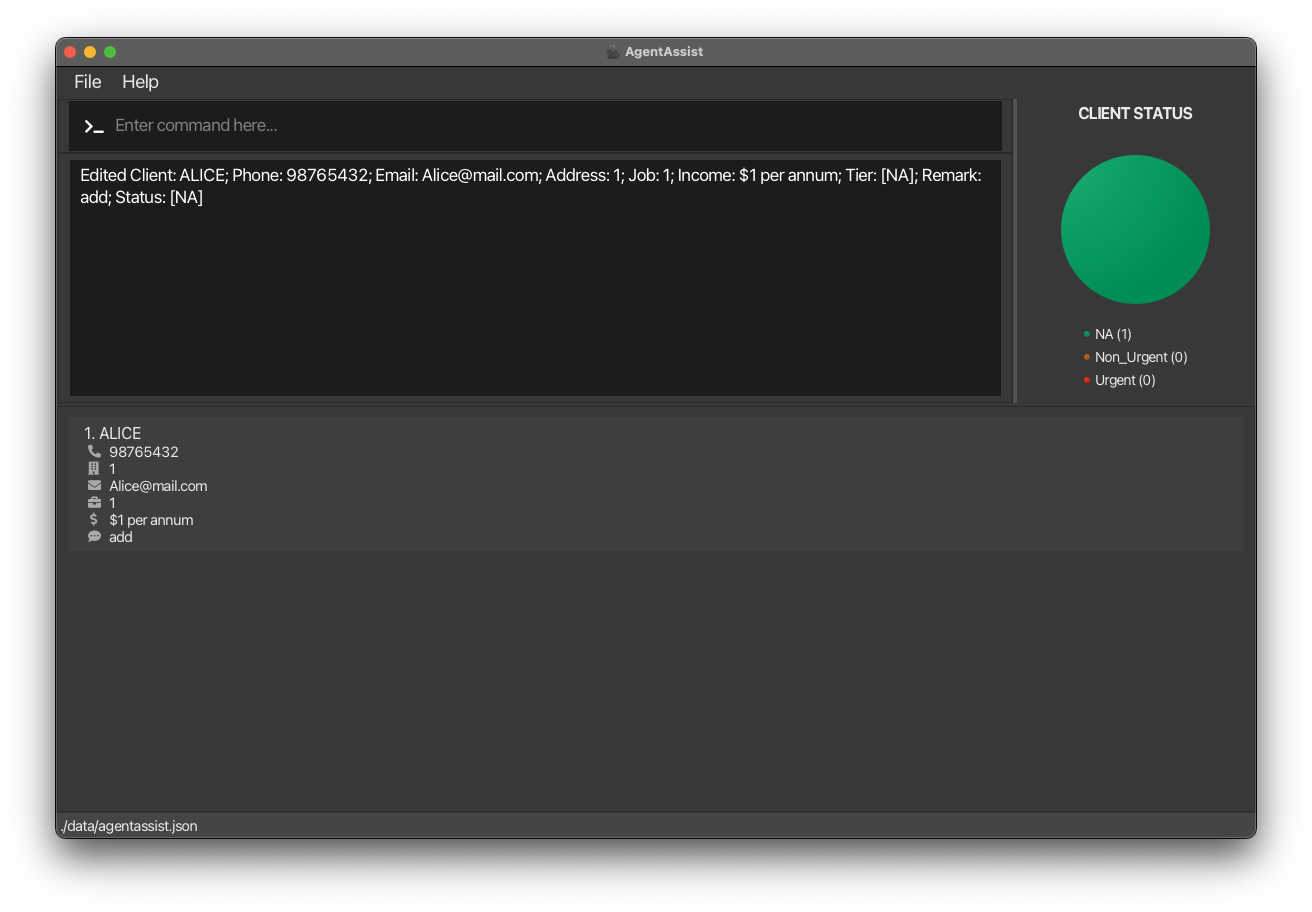 AgentAssist
File Help
Enter command here...
Edited Client: ALICE; Phone: 98765432; Email: Alice@mail.com; Address: 1; Job: 1; Income: $1 per annum; Tier: [NA]; Remark:
add; Status: [NA]
CLIENT STATUS
NA (1)
Non_Urgent (0)
Urgent (0)
1. ALICE
98765432
1
Alice@mail.com
1
$1 per annum
add
./data/agentassist.json